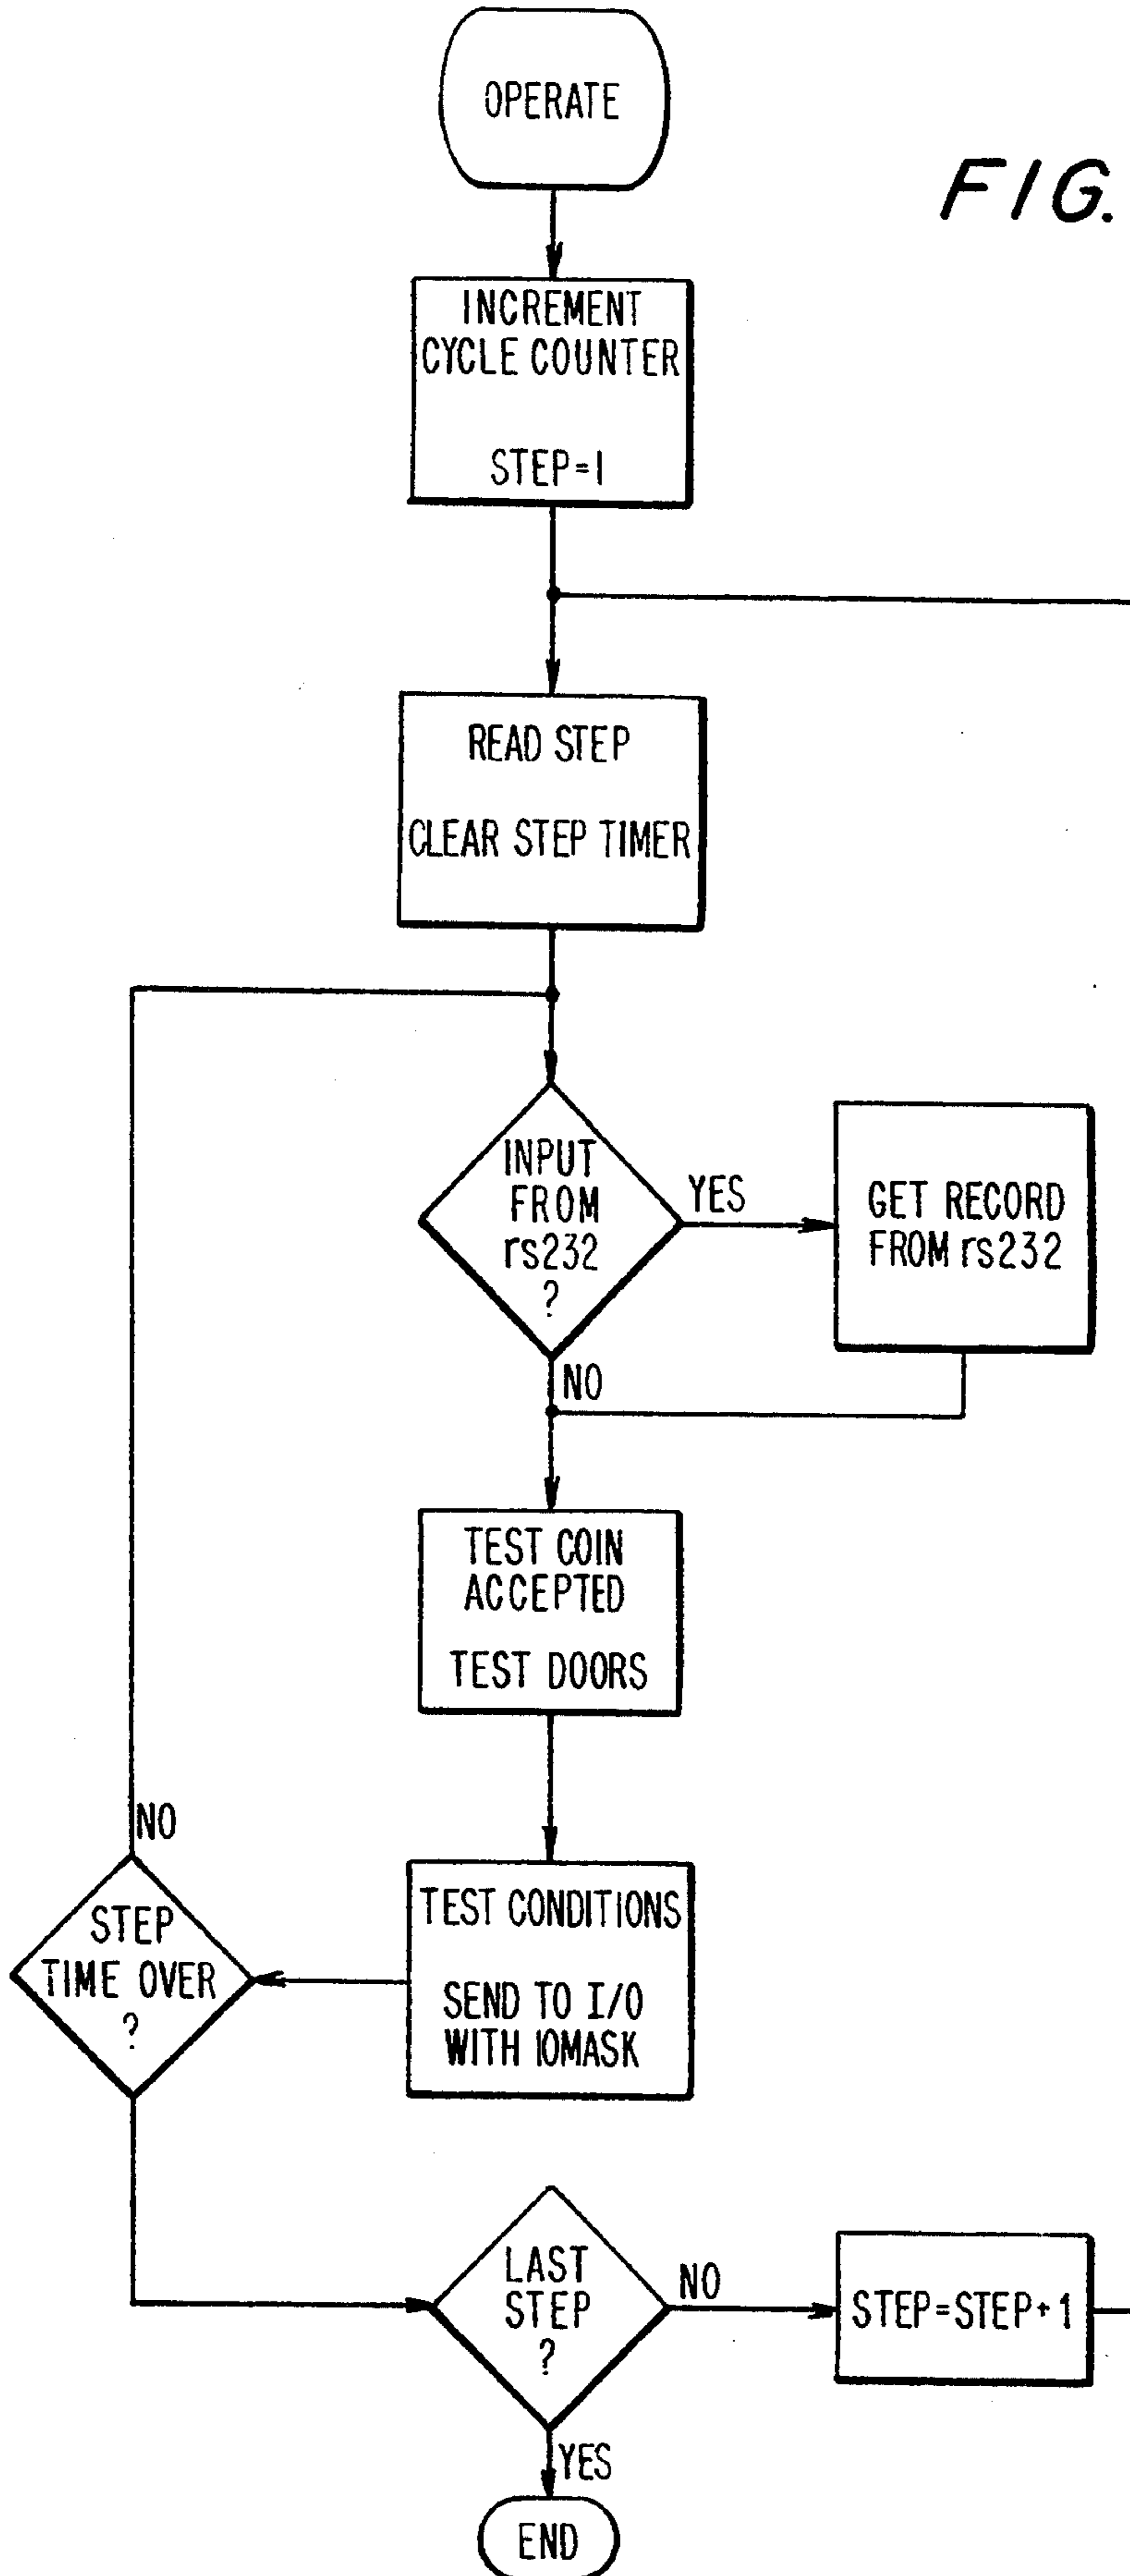 OPERATE
FIG.
INCREMENT
CYCLE COUNTER
STEP=1
READ STEP
CLEAR STEP TIMER
INPUT
FROM
rs232
?
YES
GET RECORD
FROM rs232
NO
TEST COIN
ACCEPTED
TEST DOORS
NO
STEP
TIME OVER
?
TEST CONDITIONS
SEND TO I/O
WITH IOMASK
LAST
STEP
?
NO
STEP=STEP+1
YES
END